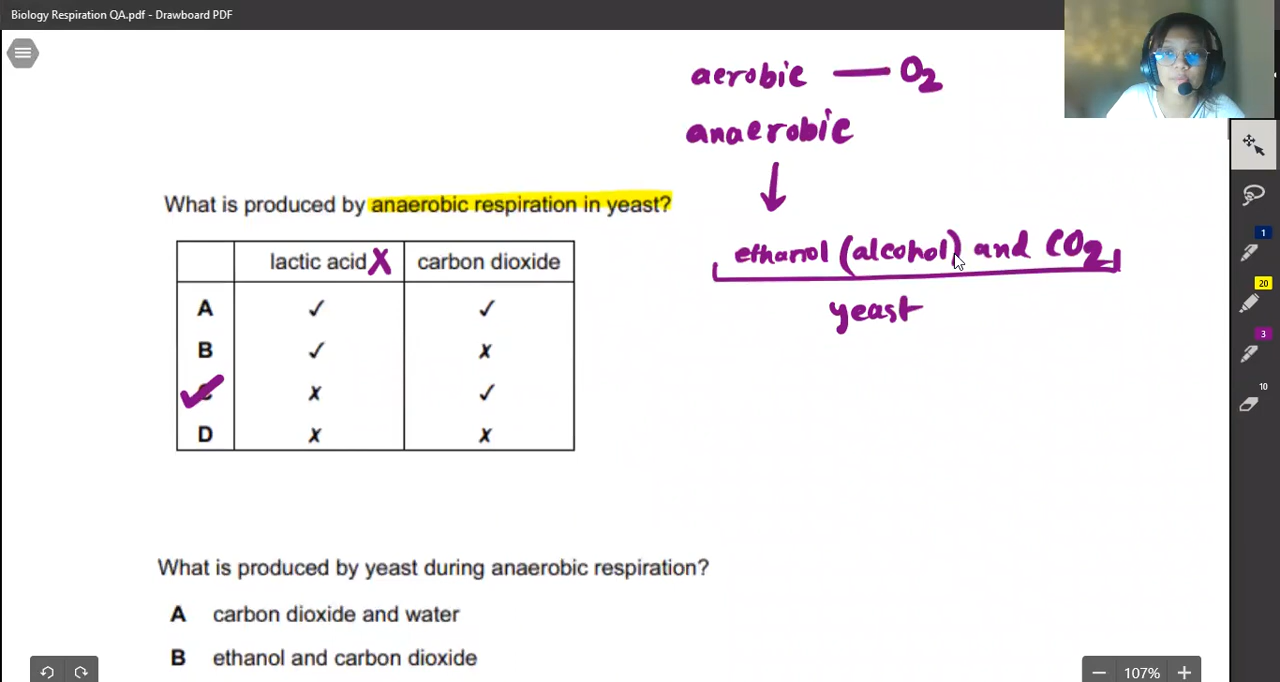 Biology Respiration QA.pdf - Drawboard PDF
aerobic — O2
anaerobic
What is produced by anaerobic respiration in yeast?
ethanol (alcohol) and CO2
yeast
lactic acid X carbon dioxide
A ✓ ✓
B ✓ X
C X ✓
D X X
What is produced by yeast during anaerobic respiration?
A carbon dioxide and water
B ethanol and carbon dioxide
1
20
3
10
107%